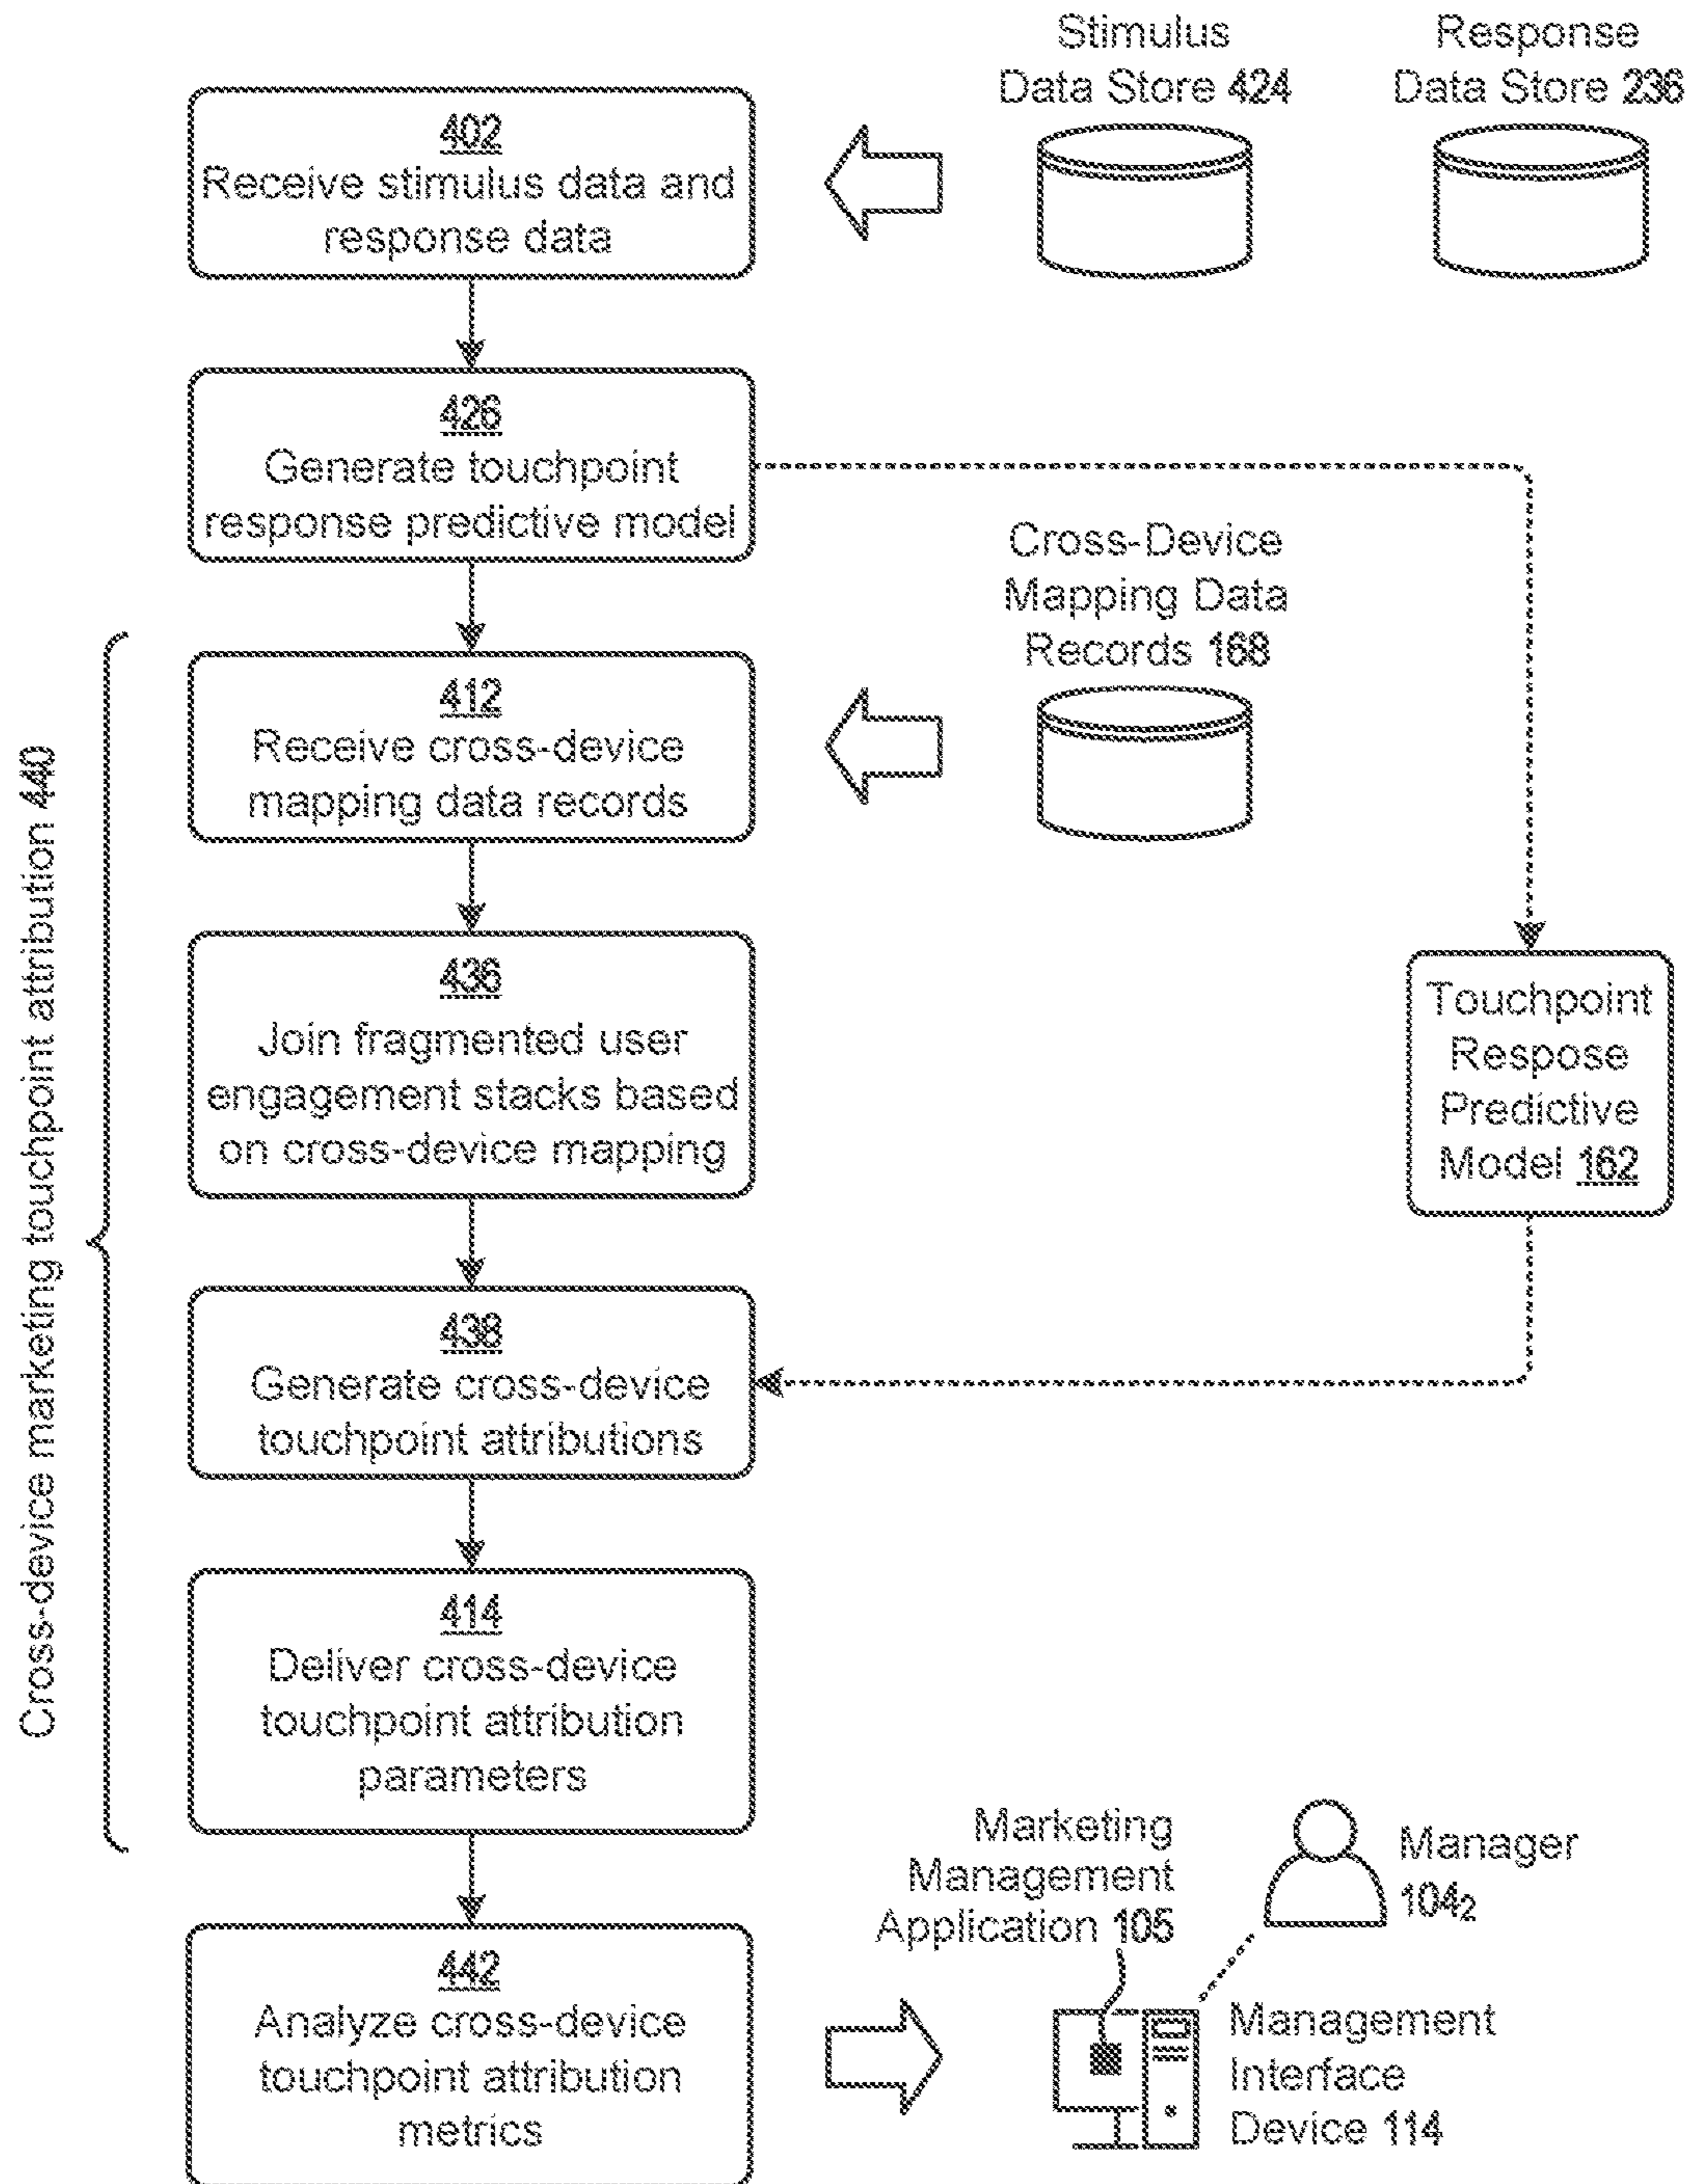 Stimulus
Data Store 424
Response
Data Store 236
402
Receive stimulus data and
response data
426
Generate touchpoint
response predictive model
Cross-Device
Mapping Data
Records 168
412
Receive cross-device
mapping data records
Cross-device marketing touchpoint attribution 440
436
Join fragmented user
engagement stacks based
on cross-device mapping
Touchpoint
Respose
Predictive
Model 162
438
Generate cross-device
touchpoint attributions
414
Deliver cross-device
touchpoint attribution
parameters
Marketing
Management
Application 105
Manager
104₂
442
Analyze cross-device
touchpoint attribution
metrics
Management
Interface
Device 114